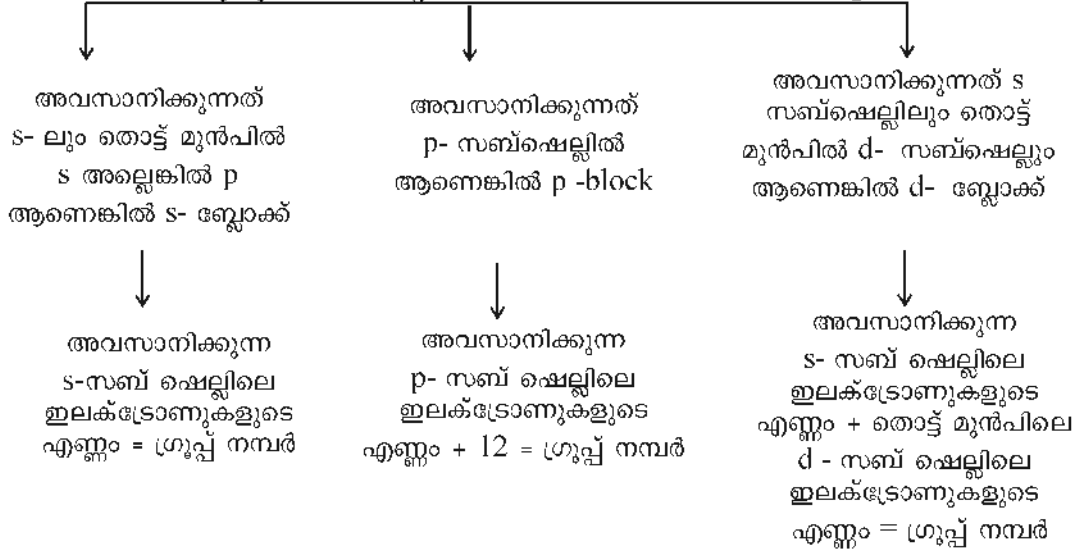 അവസാനിക്കുന്നത്
s- ലും തൊട്ട് മുൻപിൽ
s അല്ലെങ്കിൽ p
ആണെങ്കിൽ s- ബ്ലോക്ക്
അവസാനിക്കുന്നത്
p- സബ്ഷെല്ലിൽ
ആണെങ്കിൽ p -block
അവസാനിക്കുന്നത് s
സബ്ഷെല്ലിലും തൊട്ട്
മുൻപിൽ d- സബ്ഷെല്ലും
ആണെങ്കിൽ d- ബ്ലോക്ക്
അവസാനിക്കുന്ന
s-സബ് ഷെല്ലിലെ
ഇലക്ട്രോണുകളുടെ
എണ്ണം = ഗ്രൂപ്പ് നമ്പർ
അവസാനിക്കുന്ന
p- സബ് ഷെല്ലിലെ
ഇലക്ട്രോണുകളുടെ
എണ്ണം + 12 = ഗ്രൂപ്പ് നമ്പർ
അവസാനിക്കുന്ന
s- സബ് ഷെല്ലിലെ
ഇലക്ട്രോണുകളുടെ
എണ്ണം + തൊട്ട് മുൻപിലെ
d - സബ് ഷെല്ലിലെ
ഇലക്ട്രോണുകളുടെ
എണ്ണം = ഗ്രൂപ്പ് നമ്പർ